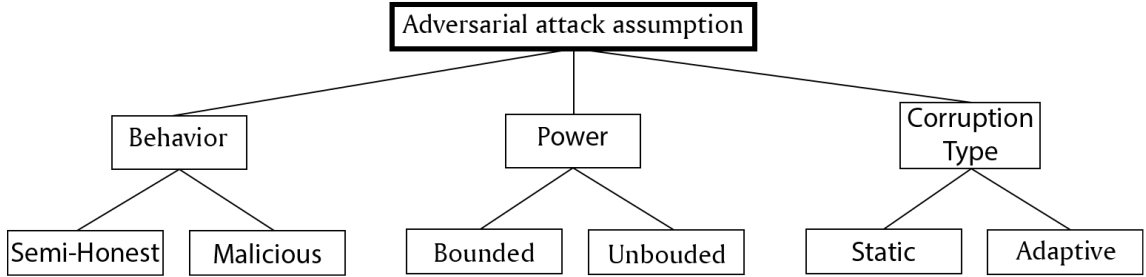 Adversarial attack assumption
Behavior
Power
Corruption
Type
Semi-Honest
Malicious
Bounded
Unbouded
Static
Adaptive